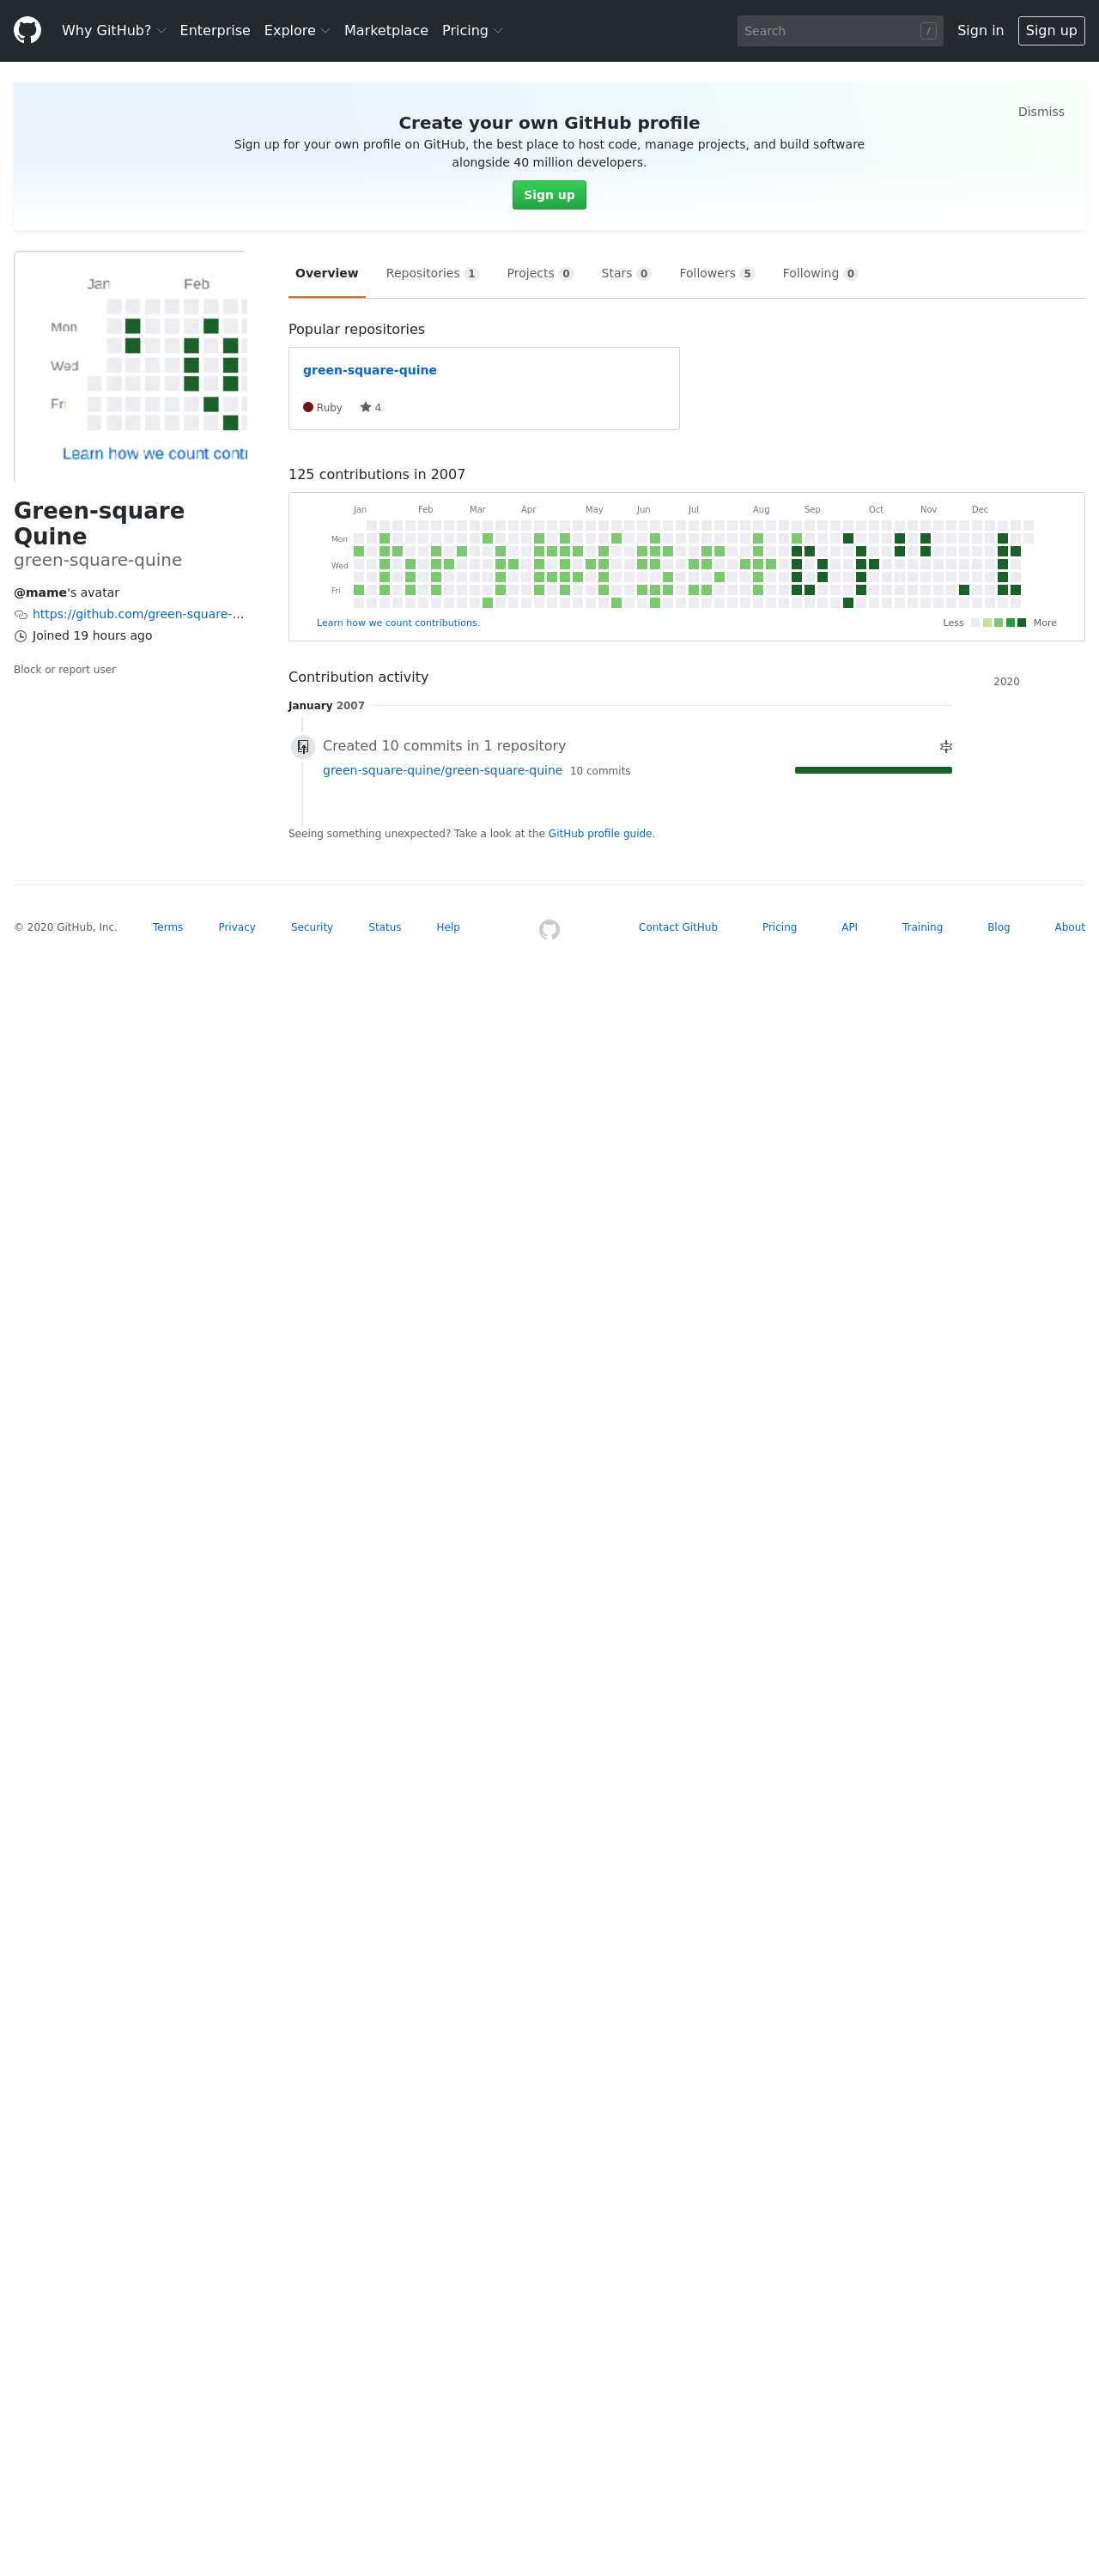 Why GitHub? Enterprise Explore Marketplace Pricing Search / Sign in Sign up
Create your own GitHub profile
Dismiss
Sign up for your own profile on GitHub, the best place to host code, manage projects, and build software
alongside 40 million developers.
Sign up
Jan Feb
Mon
Wed
Fri
Learn how we count contr
Green-square
Quine
green-square-quine
@mame's avatar
https://github.com/green-square-…
Joined 19 hours ago
Block or report user
Overview Repositories 1 Projects 0 Stars 0 Followers 5 Following 0
Popular repositories
green-square-quine
Ruby 4
125 contributions in 2007
Jan Feb Mar Apr May Jun Jul Aug Sep Oct Nov Dec
Mon
Wed
Fri
Learn how we count contributions. Less More
Contribution activity
2020
January 2007
Created 10 commits in 1 repository
green-square-quine/green-square-quine 10 commits
Seeing something unexpected? Take a look at the GitHub profile guide.
© 2020 GitHub, Inc. Terms Privacy Security Status Help Contact GitHub Pricing API Training Blog About